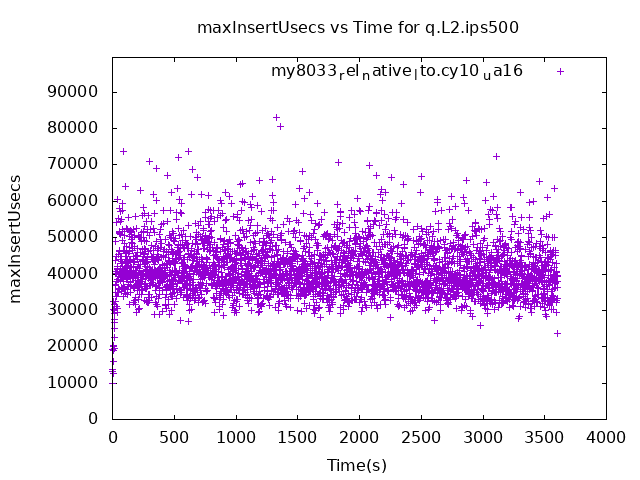 maxInsertUsecs vs Time for q.L2.ips500
my8033relnativelto.cy10ua16
90000
80000
70000
60000
50000
40000
30000
20000
10000
0
maxInsertUsecs
0 500 1000 1500 2000 2500 3000 3500 4000
Time(s)